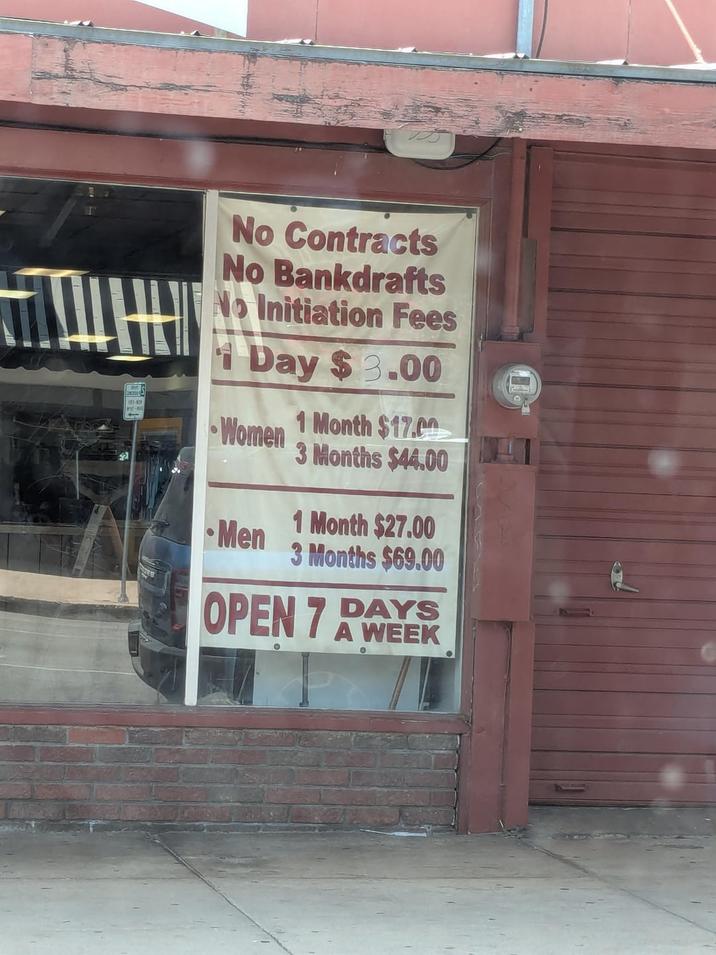 No Contracts
No Bankdrafts
No Initiation Fees
1 Day $ 3.00
• Women 1 Month $17.00
3 Months $44.00
• Men 1 Month $27.00
3 Months $69.00
OPEN 7 DAYS
A WEEK